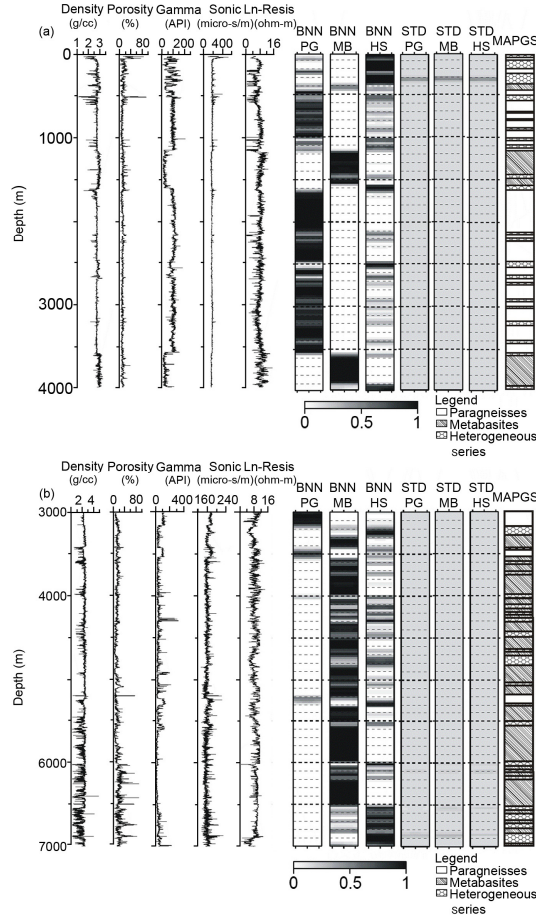 Density Porosity Gamma Sonic Ln-Resis
(g/cc) (%) (API) (micro-s/m)(ohm-m)
(a)
1 2 3 0 80 0 200 0 400 0 16
BNN PG BNN MB BNN HS STD PG STD MB STD HS MAPGS
0
1000
Depth (m)
3000
4000
0 0.5 1
Legend
Paragneisses
Metabasites
Heterogeneous
series
Density Porosity Gamma Sonic Ln-Resis
(g/cc) (%) (API) (micro-s/m)(ohm-m)
(b)
2 4 0 80 0 400 160 240 0 8 16
BNN PG BNN MB BNN HS STD PG STD MB STD HS MAPGS
3000
4000
Depth (m)
6000
7000
0 0.5 1
Legend
Paragneisses
Metabasites
Heterogeneous
series